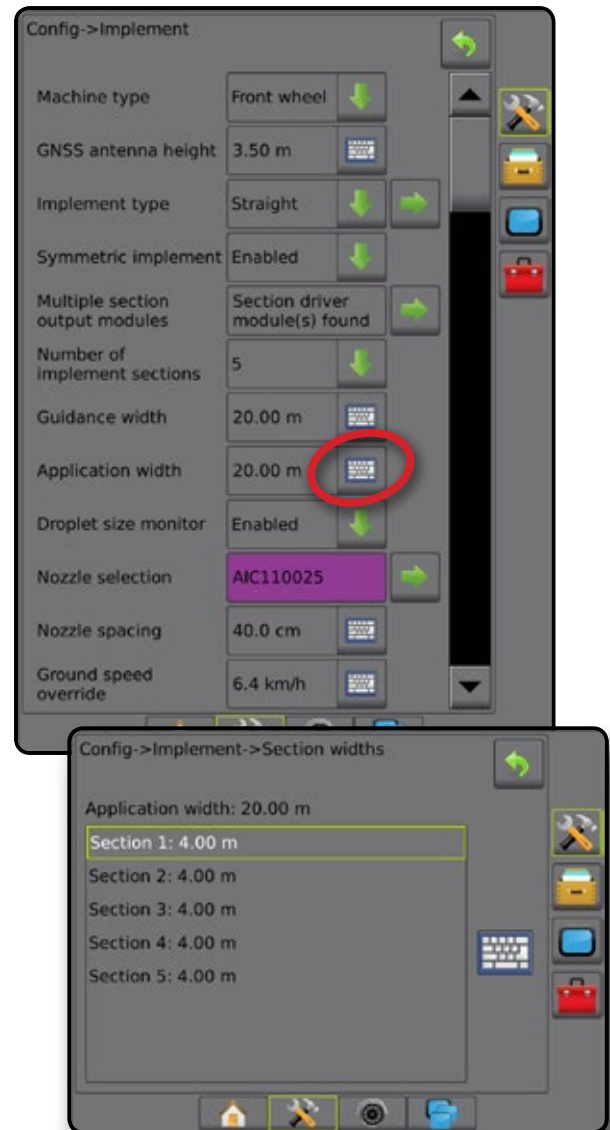 Config->Implement
Machine type Front wheel
GNSS antenna height 3.50 m
Implement type Straight
Symmetric implement Enabled
Multiple section output modules Section driver module(s) found
Number of implement sections 5
Guidance width 20.00 m
Application width 20.00 m
Droplet size monitor Enabled
Nozzle selection AIC110025
Nozzle spacing 40.0 cm
Ground speed override 6.4 km/h
Config->Implement->Section widths
Application width: 20.00 m
Section 1: 4.00 m
Section 2: 4.00 m
Section 3: 4.00 m
Section 4: 4.00 m
Section 5: 4.00 m